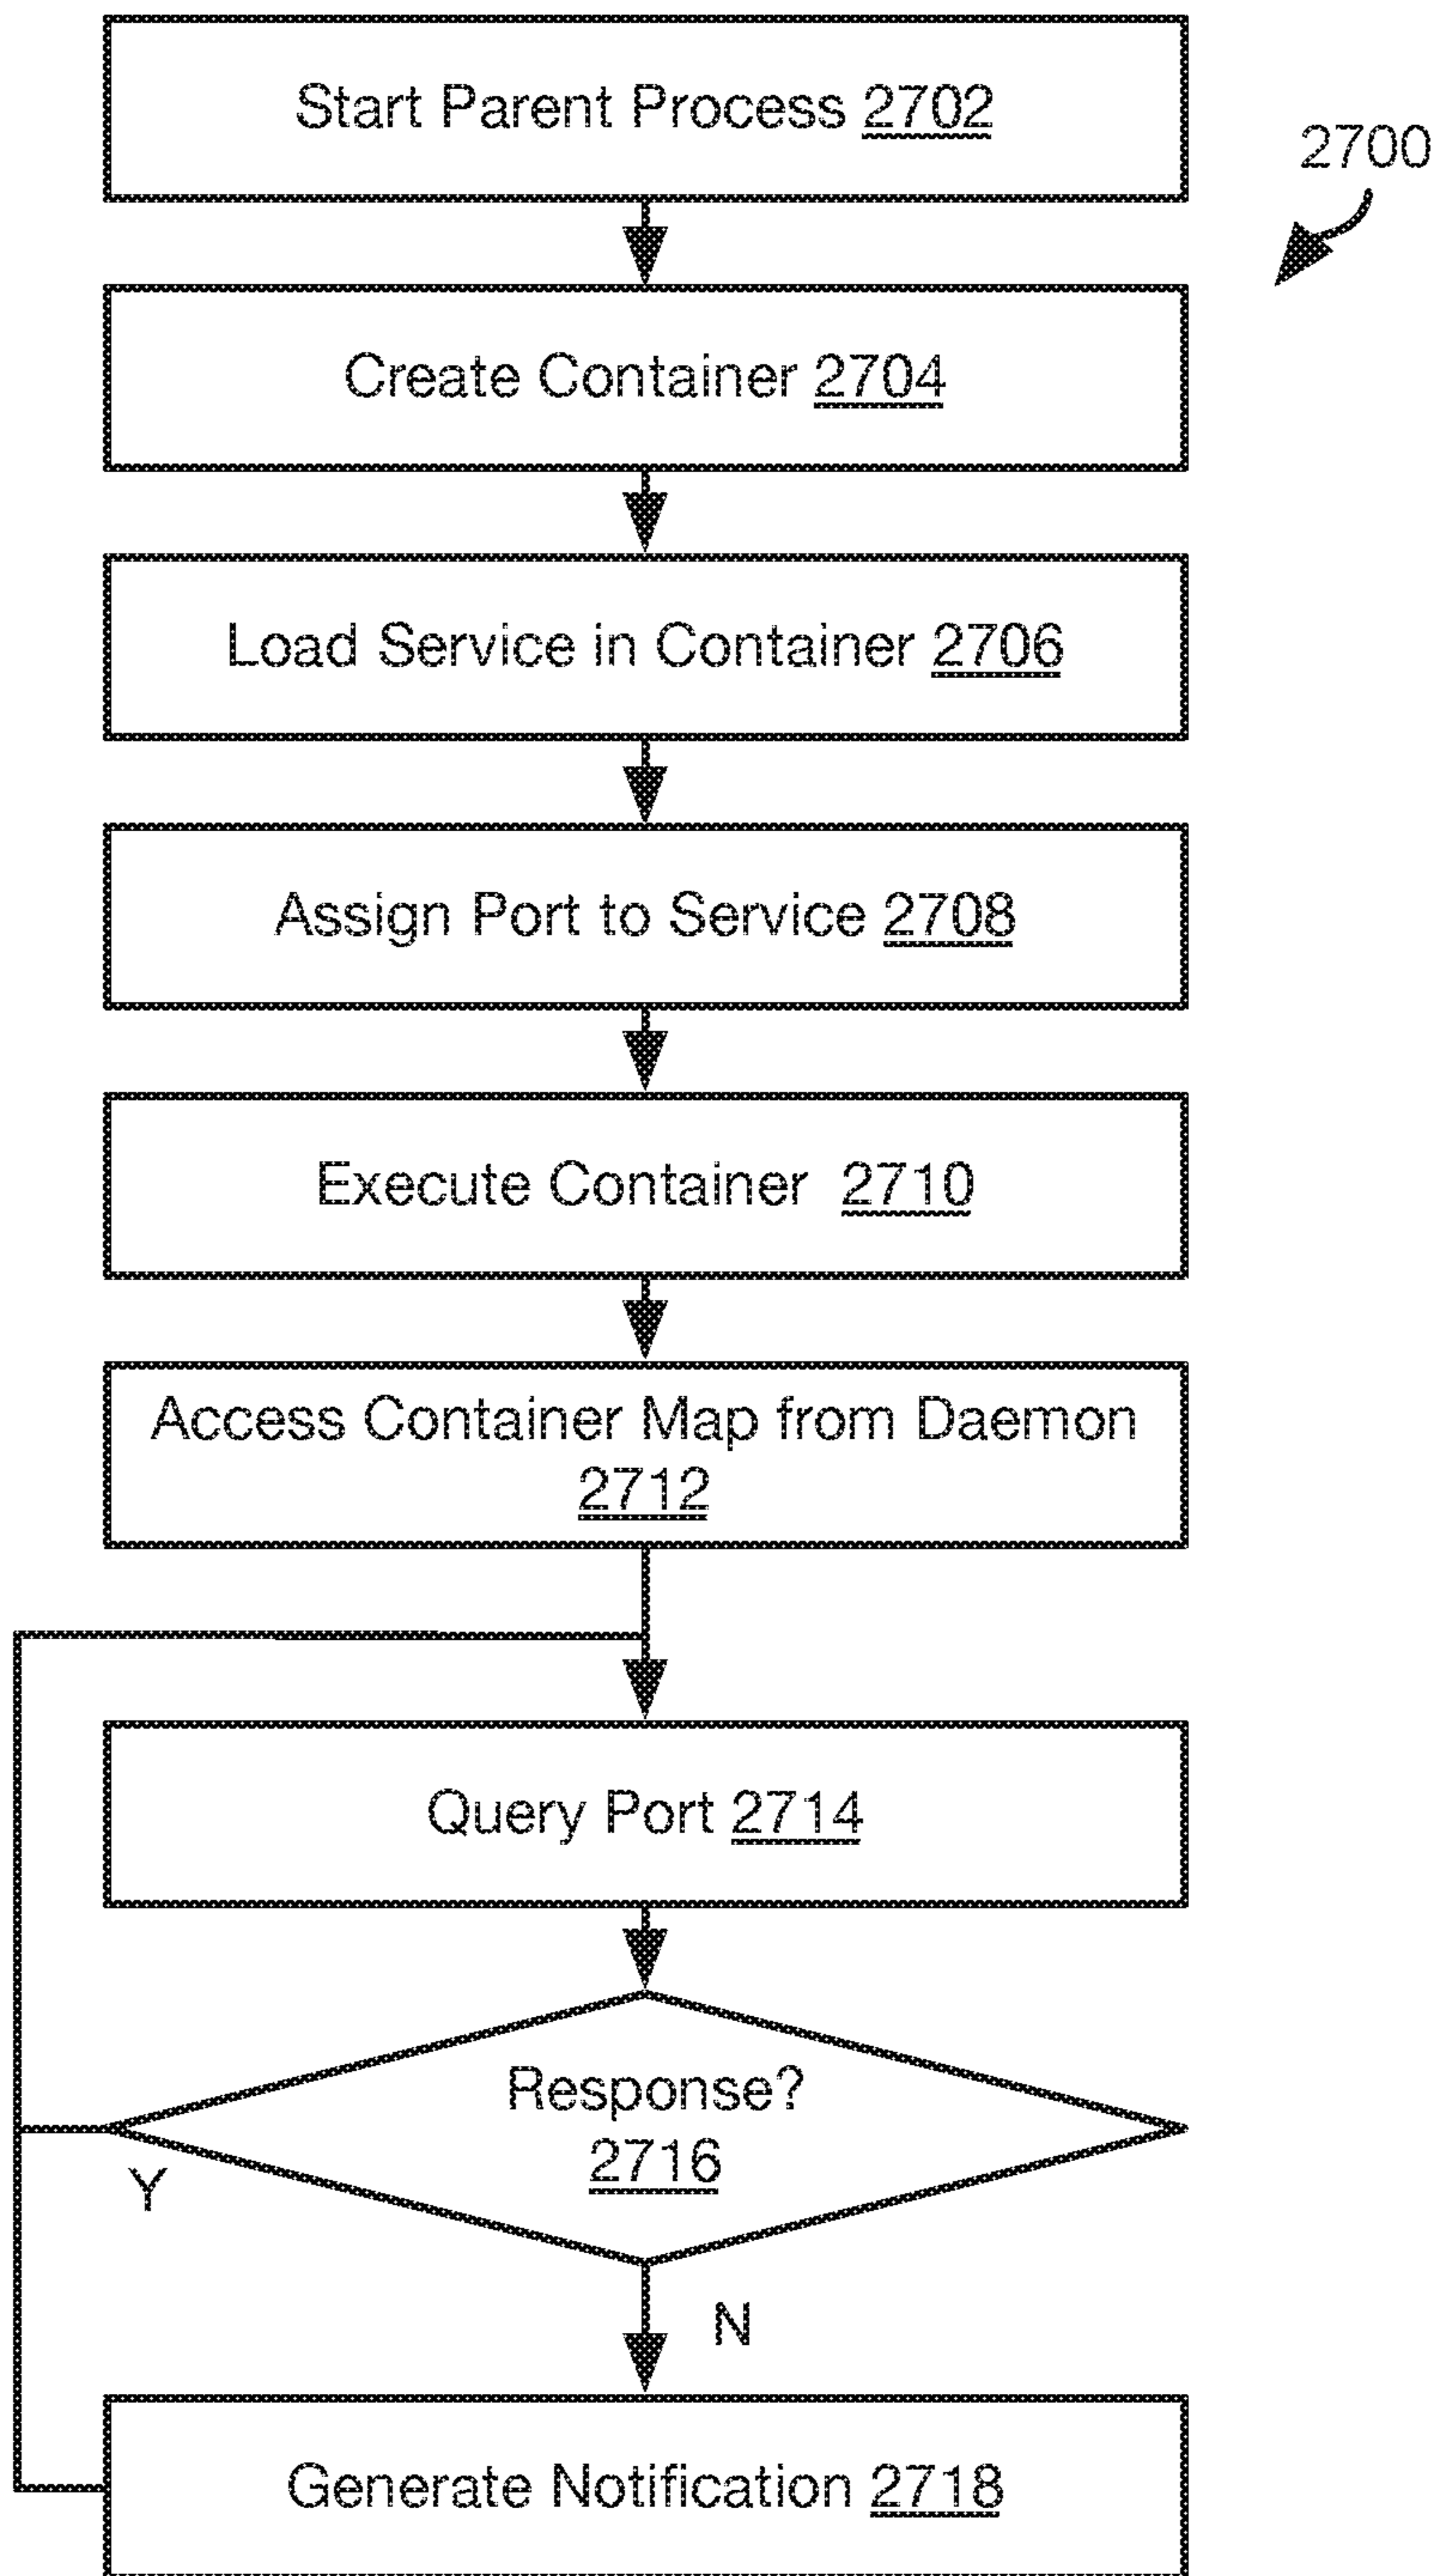 Start Parent Process 2702
2700
Create Container 2704
Load Service in Container 2706
Assign Port to Service 2708
Execute Container 2710
Access Container Map from Daemon
2712
Query Port 2714
Response?
2716
Y
N
Generate Notification 2718